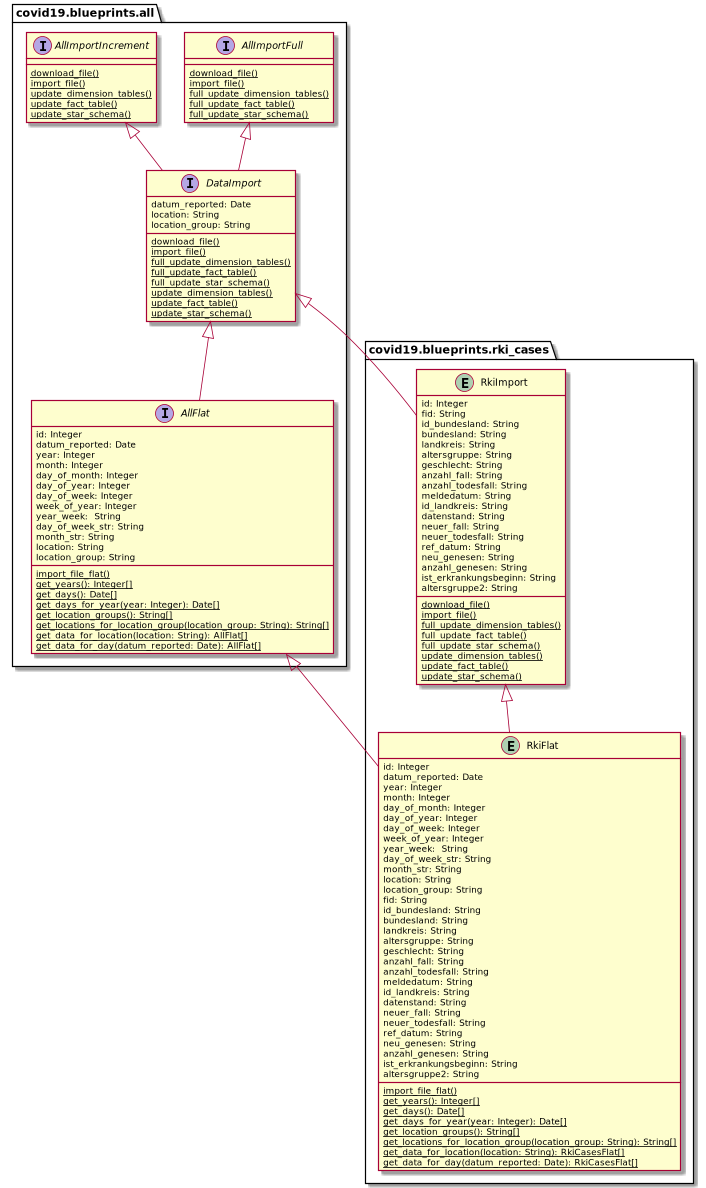 covid19.blueprints.all
I AllImportIncrement
download_file()
import_file()
update_dimension_tables()
update_fact_table()
update_star_schema()
I AllImportFull
download_file()
import_file()
full_update_dimension_tables()
full_update_fact_table()
full_update_star_schema()
I DataImport
datum_reported: Date
location: String
location_group: String
download_file()
import_file()
full_update_dimension_tables()
full_update_fact_table()
full_update_star_schema()
update_dimension_tables()
update_fact_table()
update_star_schema()
I AllFlat
id: Integer
datum_reported: Date
year: Integer
month: Integer
day_of_month: Integer
day_of_year: Integer
day_of_week: Integer
week_of_year: Integer
year_week:  String
day_of_week_str: String
month_str: String
location: String
location_group: String
import_file_flat()
get_years(): Integer[]
get_days(): Date[]
get_days_for_year(year: Integer): Date[]
get_location_groups(): String[]
get_locations_for_location_group(location_group: String): String[]
get_data_for_location(location: String): AllFlat[]
get_data_for_day(datum_reported: Date): AllFlat[]
covid19.blueprints.rki_cases
E RkiImport
id: Integer
fid: String
id_bundesland: String
bundesland: String
landkreis: String
altersgruppe: String
geschlecht: String
anzahl_fall: String
anzahl_todesfall: String
meldedatum: String
id_landkreis: String
datenstand: String
neuer_fall: String
neuer_todesfall: String
ref_datum: String
neu_genesen: String
anzahl_genesen: String
ist_erkrankungsbeginn: String
altersgruppe2: String
download_file()
import_file()
full_update_dimension_tables()
full_update_fact_table()
full_update_star_schema()
update_dimension_tables()
update_fact_table()
update_star_schema()
E RkiFlat
id: Integer
datum_reported: Date
year: Integer
month: Integer
day_of_month: Integer
day_of_year: Integer
day_of_week: Integer
week_of_year: Integer
year_week:  String
day_of_week_str: String
month_str: String
location: String
location_group: String
fid: String
id_bundesland: String
bundesland: String
landkreis: String
altersgruppe: String
geschlecht: String
anzahl_fall: String
anzahl_todesfall: String
meldedatum: String
id_landkreis: String
datenstand: String
neuer_fall: String
neuer_todesfall: String
ref_datum: String
neu_genesen: String
anzahl_genesen: String
ist_erkrankungsbeginn: String
altersgruppe2: String
import_file_flat()
get_years(): Integer[]
get_days(): Date[]
get_days_for_year(year: Integer): Date[]
get_location_groups(): String[]
get_locations_for_location_group(location_group: String): String[]
get_data_for_location(location: String): RkiCasesFlat[]
get_data_for_day(datum_reported: Date): RkiCasesFlat[]